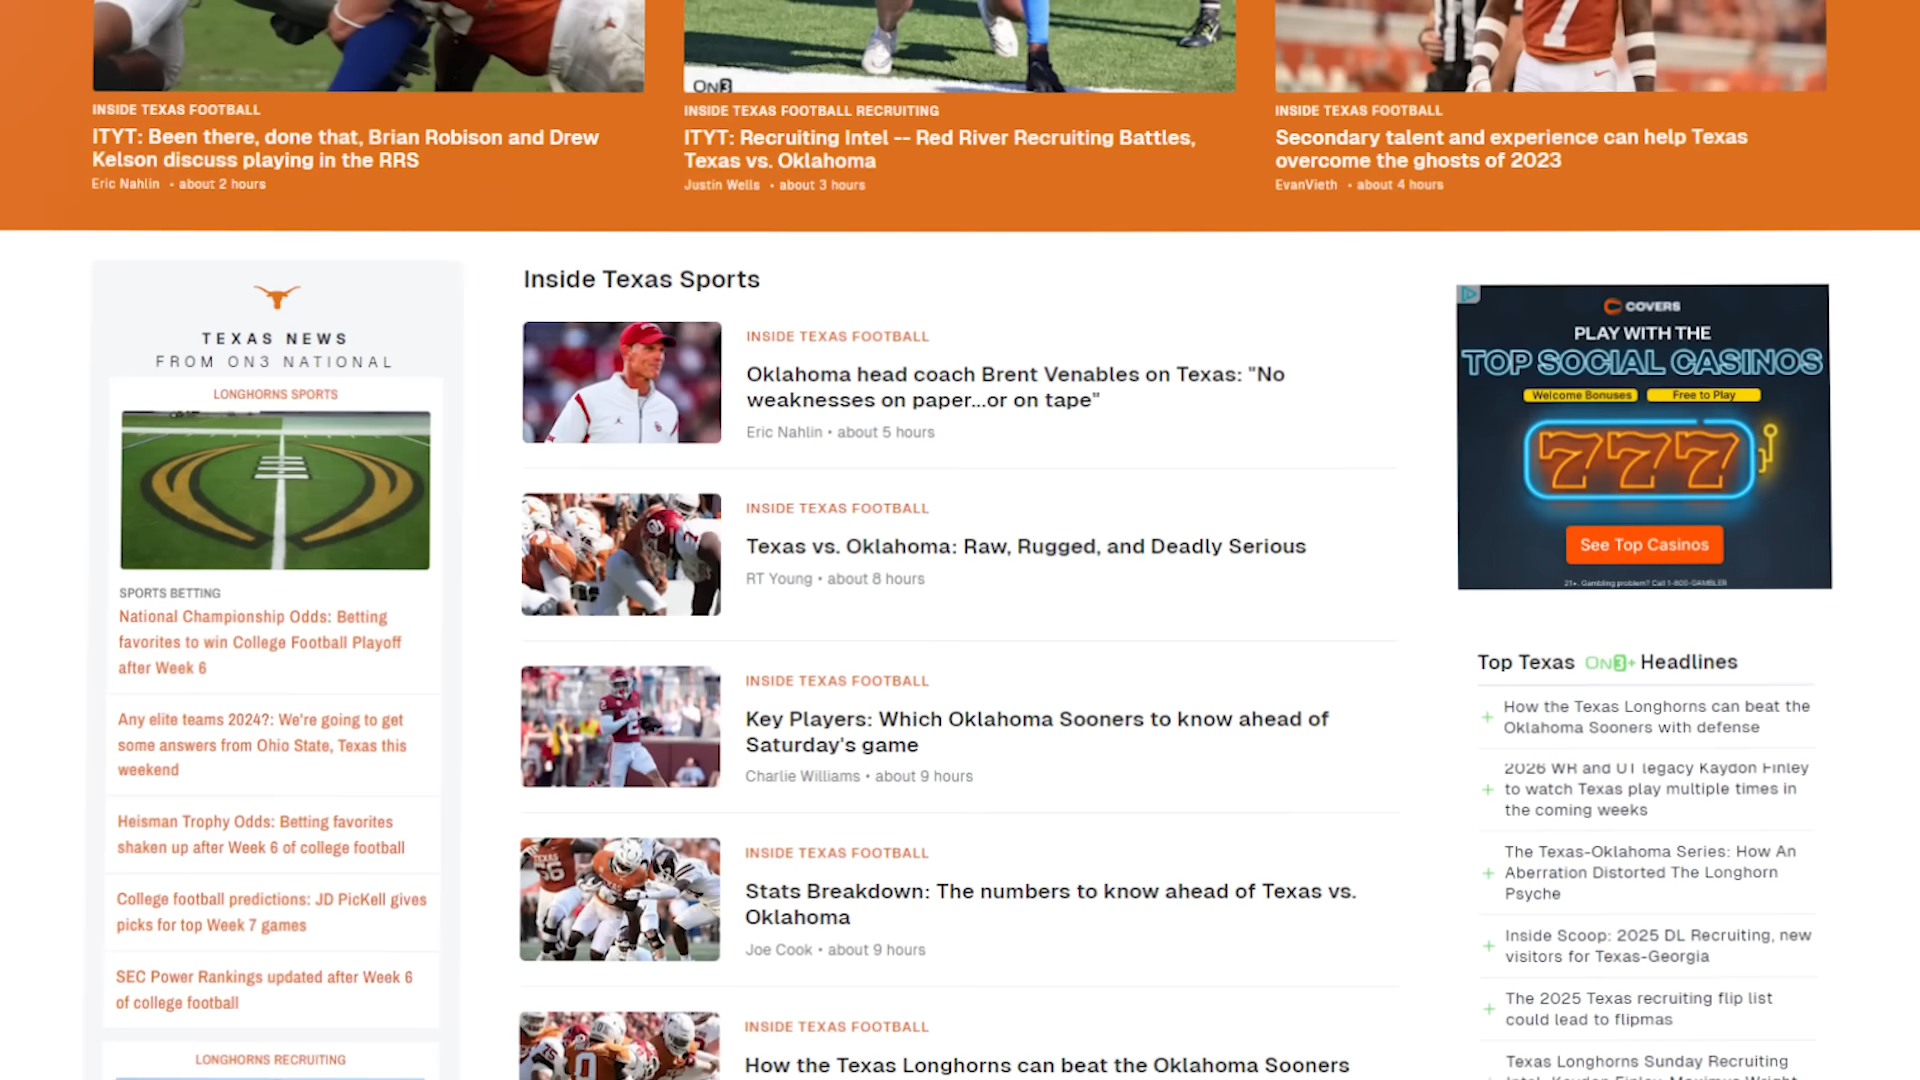 ON3
INSIDE TEXAS FOOTBALL
ITYT: Been there, done that, Brian Robison and Drew
Kelson discuss playing in the RRS
Eric Nahlin • about 2 hours
INSIDE TEXAS FOOTBALL RECRUITING
ITYT: Recruiting Intel -- Red River Recruiting Battles,
Texas vs. Oklahoma
Justin Wells • about 3 hours
7
INSIDE TEXAS FOOTBALL
Secondary talent and experience can help Texas
overcome the ghosts of 2023
EvanVieth • about 4 hours
TEXAS NEWS
FROM ON3 NATIONAL
LONGHORNS SPORTS
SPORTS BETTING
National Championship Odds: Betting
favorites to win College Football Playoff
after Week 6
Any elite teams 2024?: We're going to get
some answers from Ohio State, Texas this
weekend
Heisman Trophy Odds: Betting favorites
shaken up after Week 6 of college football
College football predictions: JD PicKell gives
picks for top Week 7 games
SEC Power Rankings updated after Week 6
of college football
LONGHORNS RECRUITING
Inside Texas Sports
INSIDE TEXAS FOOTBALL
Oklahoma head coach Brent Venables on Texas: "No
weaknesses on paper...or on tape"
Eric Nahlin • about 5 hours
INSIDE TEXAS FOOTBALL
Texas vs. Oklahoma: Raw, Rugged, and Deadly Serious
RT Young • about 8 hours
INSIDE TEXAS FOOTBALL
Key Players: Which Oklahoma Sooners to know ahead of
Saturday's game
Charlie Williams • about 9 hours
INSIDE TEXAS FOOTBALL
Stats Breakdown: The numbers to know ahead of Texas vs.
Oklahoma
Joe Cook • about 9 hours
INSIDE TEXAS FOOTBALL
How the Texas Longhorns can beat the Oklahoma Sooners
COVERS
PLAY WITH THE
TOP SOCIAL CASINOS
Welcome Bonuses
Free to Play
777
See Top Casinos
21+. Gambling problem? Call 1-800-GAMBLER
Top Texas ON3+ Headlines
How the Texas Longhorns can beat the
Oklahoma Sooners with defense
2026 WR and UT legacy Kaydon Finley
to watch Texas play multiple times in
the coming weeks
The Texas-Oklahoma Series: How An
Aberration Distorted The Longhorn
Psyche
Inside Scoop: 2025 DL Recruiting, new
visitors for Texas-Georgia
The 2025 Texas recruiting flip list
could lead to flipmas
Texas Longhorns Sunday Recruiting